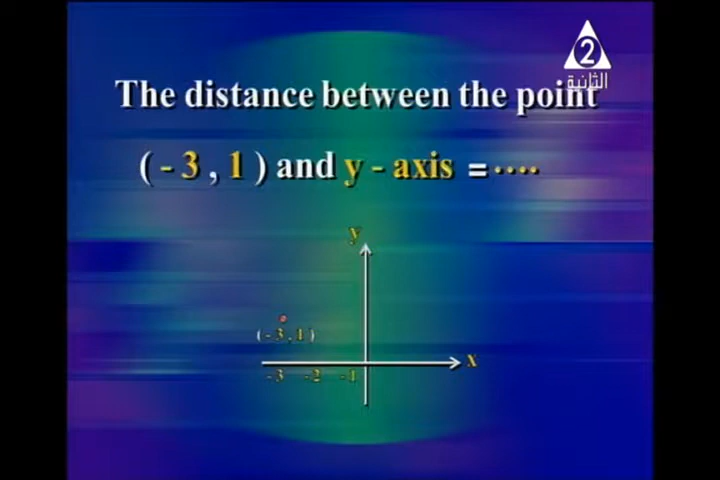 2
الثانية
The distance between the point
( - 3 , 1 ) and y - axis = ....
y
( - 3 , 1 )
x
-3 -2 -1